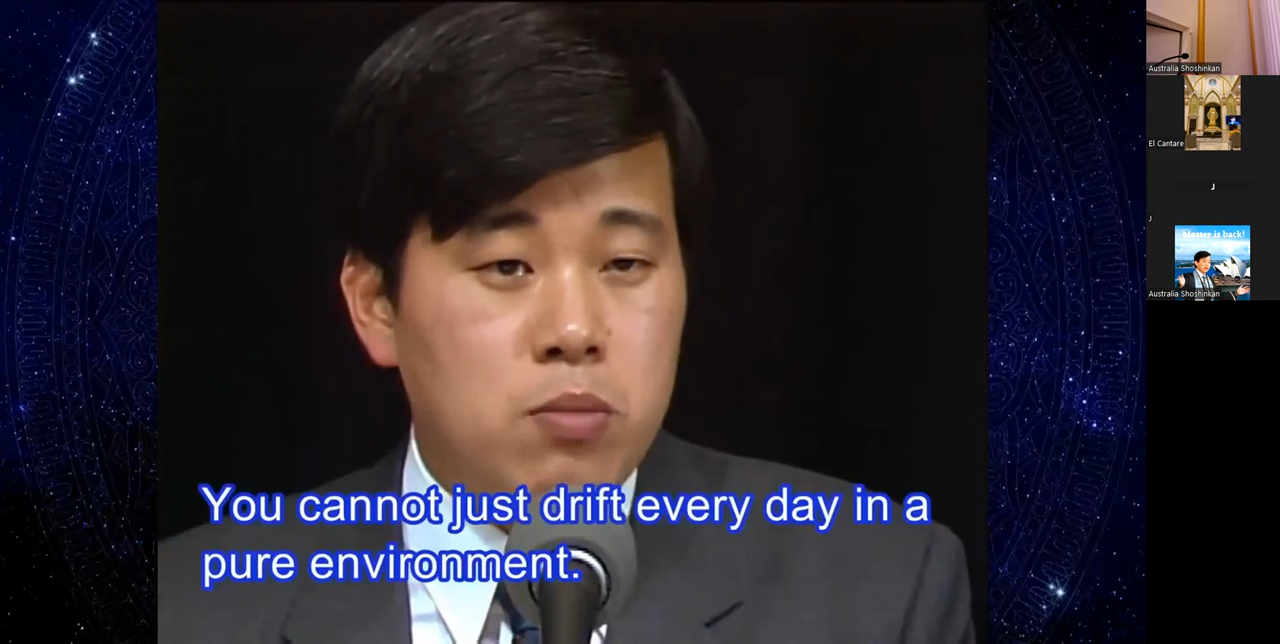 You cannot just drift every day in a
pure environment.
Australia Shoshinkan
El Cantare
J
J
Master is back!
Australia Shoshinkan